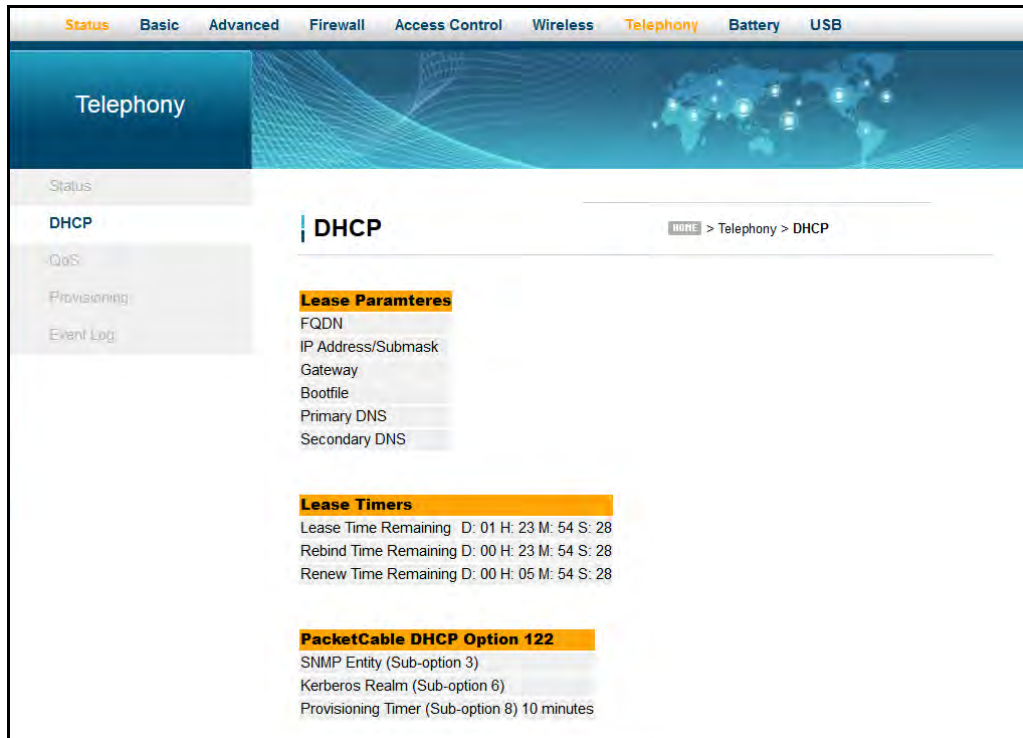 Status Basic Advanced Firewall Access Control Wireless Telephony Battery USB
Telephony
Status
DHCP
QoS
Provisioning
Event Log
DHCP
HOME > Telephony > DHCP
Lease Paramteres
FQDN
IP Address/Submask
Gateway
Bootfile
Primary DNS
Secondary DNS
Lease Timers
Lease Time Remaining D: 01 H: 23 M: 54 S: 28
Rebind Time Remaining D: 00 H: 23 M: 54 S: 28
Renew Time Remaining D: 00 H: 05 M: 54 S: 28
PacketCable DHCP Option 122
SNMP Entity (Sub-option 3)
Kerberos Realm (Sub-option 6)
Provisioning Timer (Sub-option 8) 10 minutes